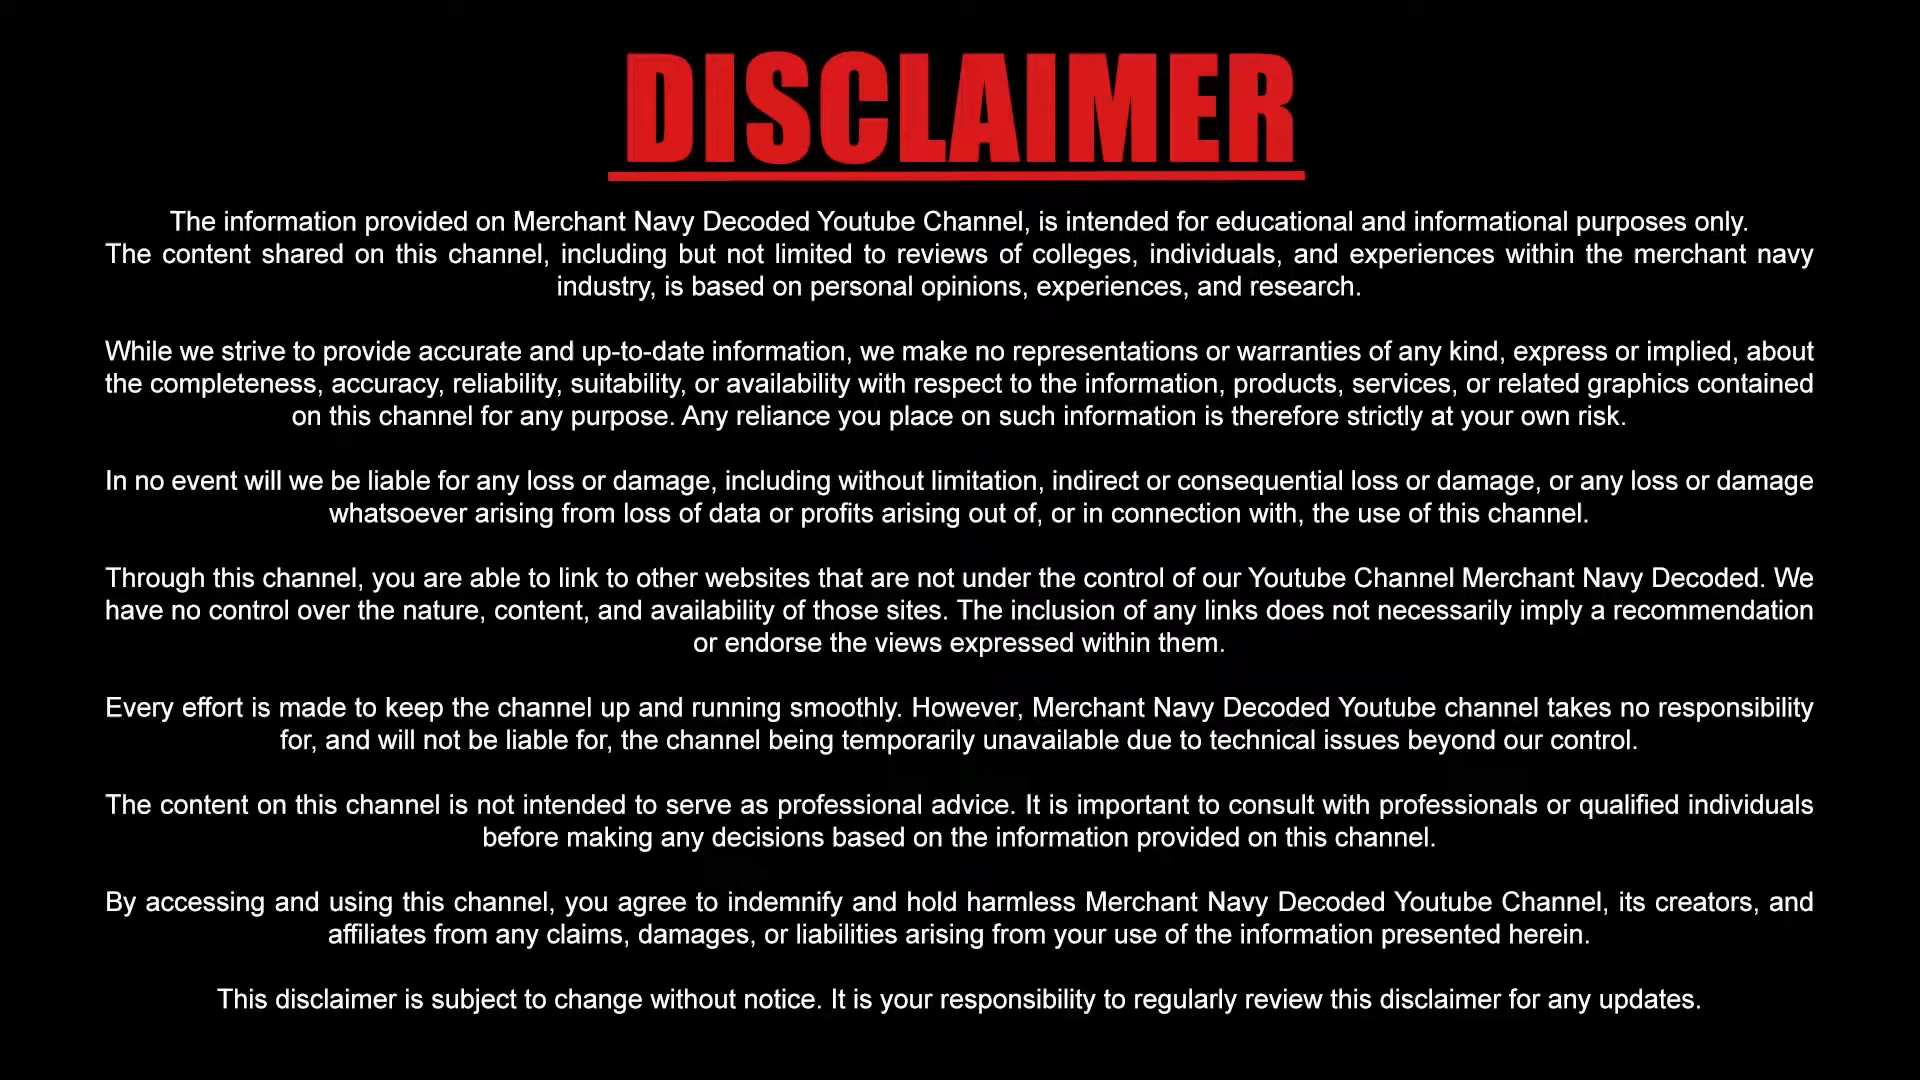 DISCLAIMER
The information provided on Merchant Navy Decoded Youtube Channel, is intended for educational and informational purposes only.
The content shared on this channel, including but not limited to reviews of colleges, individuals, and experiences within the merchant navy
industry, is based on personal opinions, experiences, and research.
While we strive to provide accurate and up-to-date information, we make no representations or warranties of any kind, express or implied, about
the completeness, accuracy, reliability, suitability, or availability with respect to the information, products, services, or related graphics contained
on this channel for any purpose. Any reliance you place on such information is therefore strictly at your own risk.
In no event will we be liable for any loss or damage, including without limitation, indirect or consequential loss or damage, or any loss or damage
whatsoever arising from loss of data or profits arising out of, or in connection with, the use of this channel.
Through this channel, you are able to link to other websites that are not under the control of our Youtube Channel Merchant Navy Decoded. We
have no control over the nature, content, and availability of those sites. The inclusion of any links does not necessarily imply a recommendation
or endorse the views expressed within them.
Every effort is made to keep the channel up and running smoothly. However, Merchant Navy Decoded Youtube channel takes no responsibility
for, and will not be liable for, the channel being temporarily unavailable due to technical issues beyond our control.
The content on this channel is not intended to serve as professional advice. It is important to consult with professionals or qualified individuals
before making any decisions based on the information provided on this channel.
By accessing and using this channel, you agree to indemnify and hold harmless Merchant Navy Decoded Youtube Channel, its creators, and
affiliates from any claims, damages, or liabilities arising from your use of the information presented herein.
This disclaimer is subject to change without notice. It is your responsibility to regularly review this disclaimer for any updates.